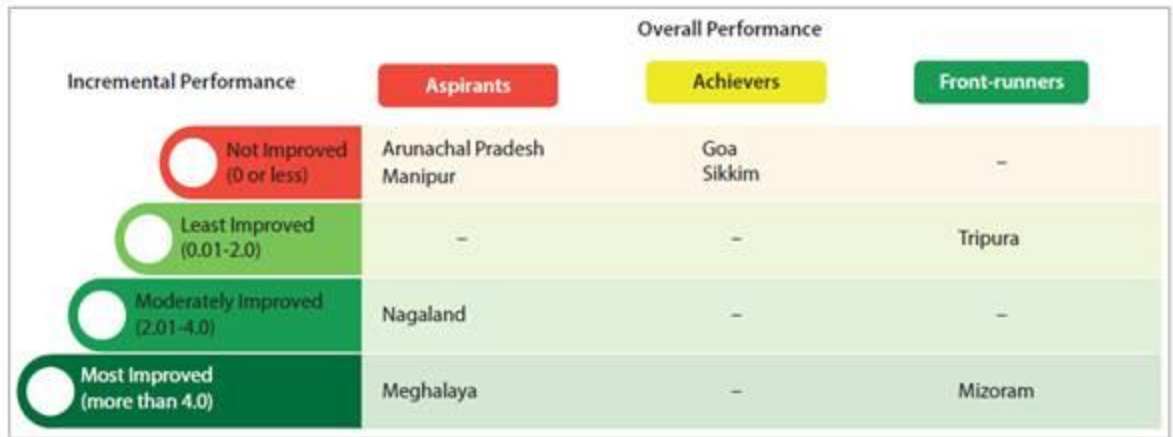 Overall Performance
Incremental Performance Aspirants Achievers Front-runners
Not Improved
(0 or less)
Arunachal Pradesh
Manipur
Goa
Sikkim
–
Least Improved
(0.01-2.0)
–
–
Tripura
Moderately Improved
(2.01-4.0)
Nagaland
–
–
Most Improved
(more than 4.0)
Meghalaya
–
Mizoram